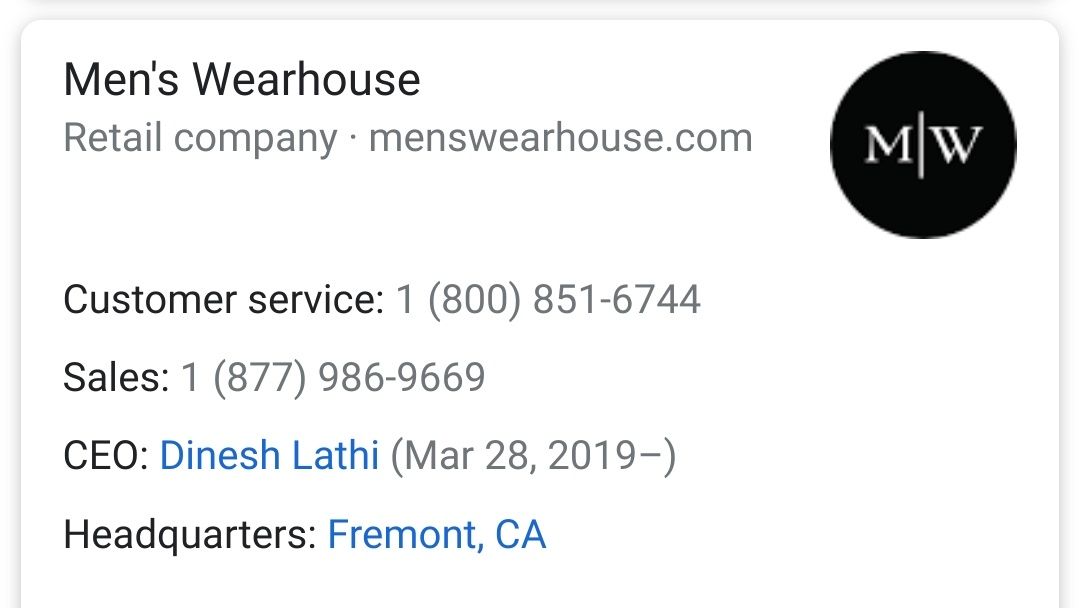 Men's Wearhouse
Retail company · menswearhouse.com
M|W
Customer service: 1 (800) 851-6744
Sales: 1 (877) 986-9669
CEO: Dinesh Lathi (Mar 28, 2019–)
Headquarters: Fremont, CA